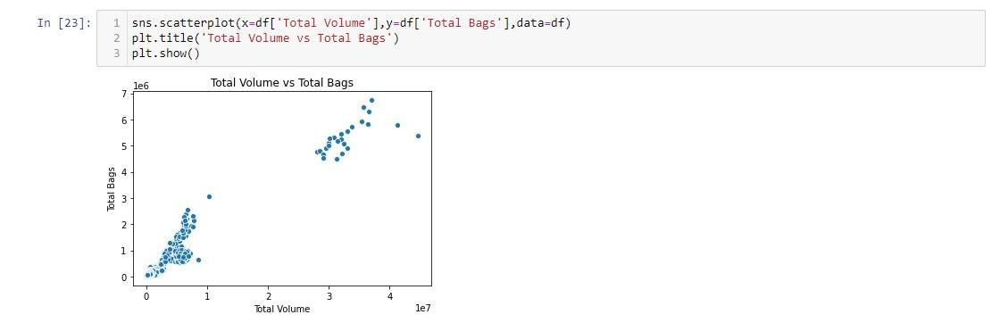 In [23]:
1 sns.scatterplot(x=df['Total Volume'],y=df['Total Bags'],data=df)
2 plt.title('Total Volume vs Total Bags')
3 plt.show()
Total Volume vs Total Bags
1e6
7
6
5
4
3
2
1
0
Total Bags
0 1 2 3 4
Total Volume
1e7